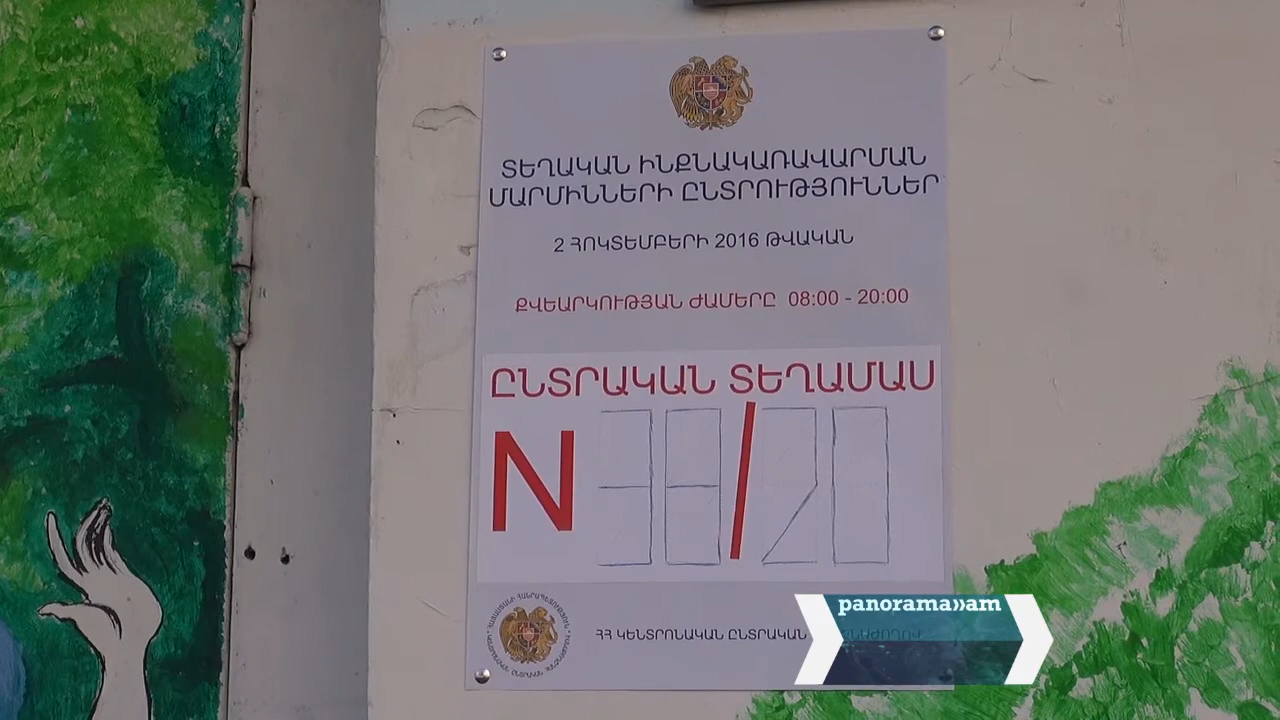 ՏԵՂԱԿԱՆ ԻՆՔՆԱԿԱՌԱՎԱՐՄԱՆ
ՄԱՐՄԻՆՆԵՐԻ ԸՆՏՐՈՒԹՅՈՒՆՆԵՐ
2 ՀՈԿՏԵՄԲԵՐԻ 2016 ԹՎԱԿԱՆ
ՔՎԵԱՐԿՈՒԹՅԱՆ ԺԱՄԵՐԸ 08:00 - 20:00
ԸՆՏՐԱԿԱՆ ՏԵՂԱՄԱՍ
N 38/20
ՀՀ ԿԵՆՏՐՈՆԱԿԱՆ ԸՆՏՐԱԿԱՆ
panorama»am